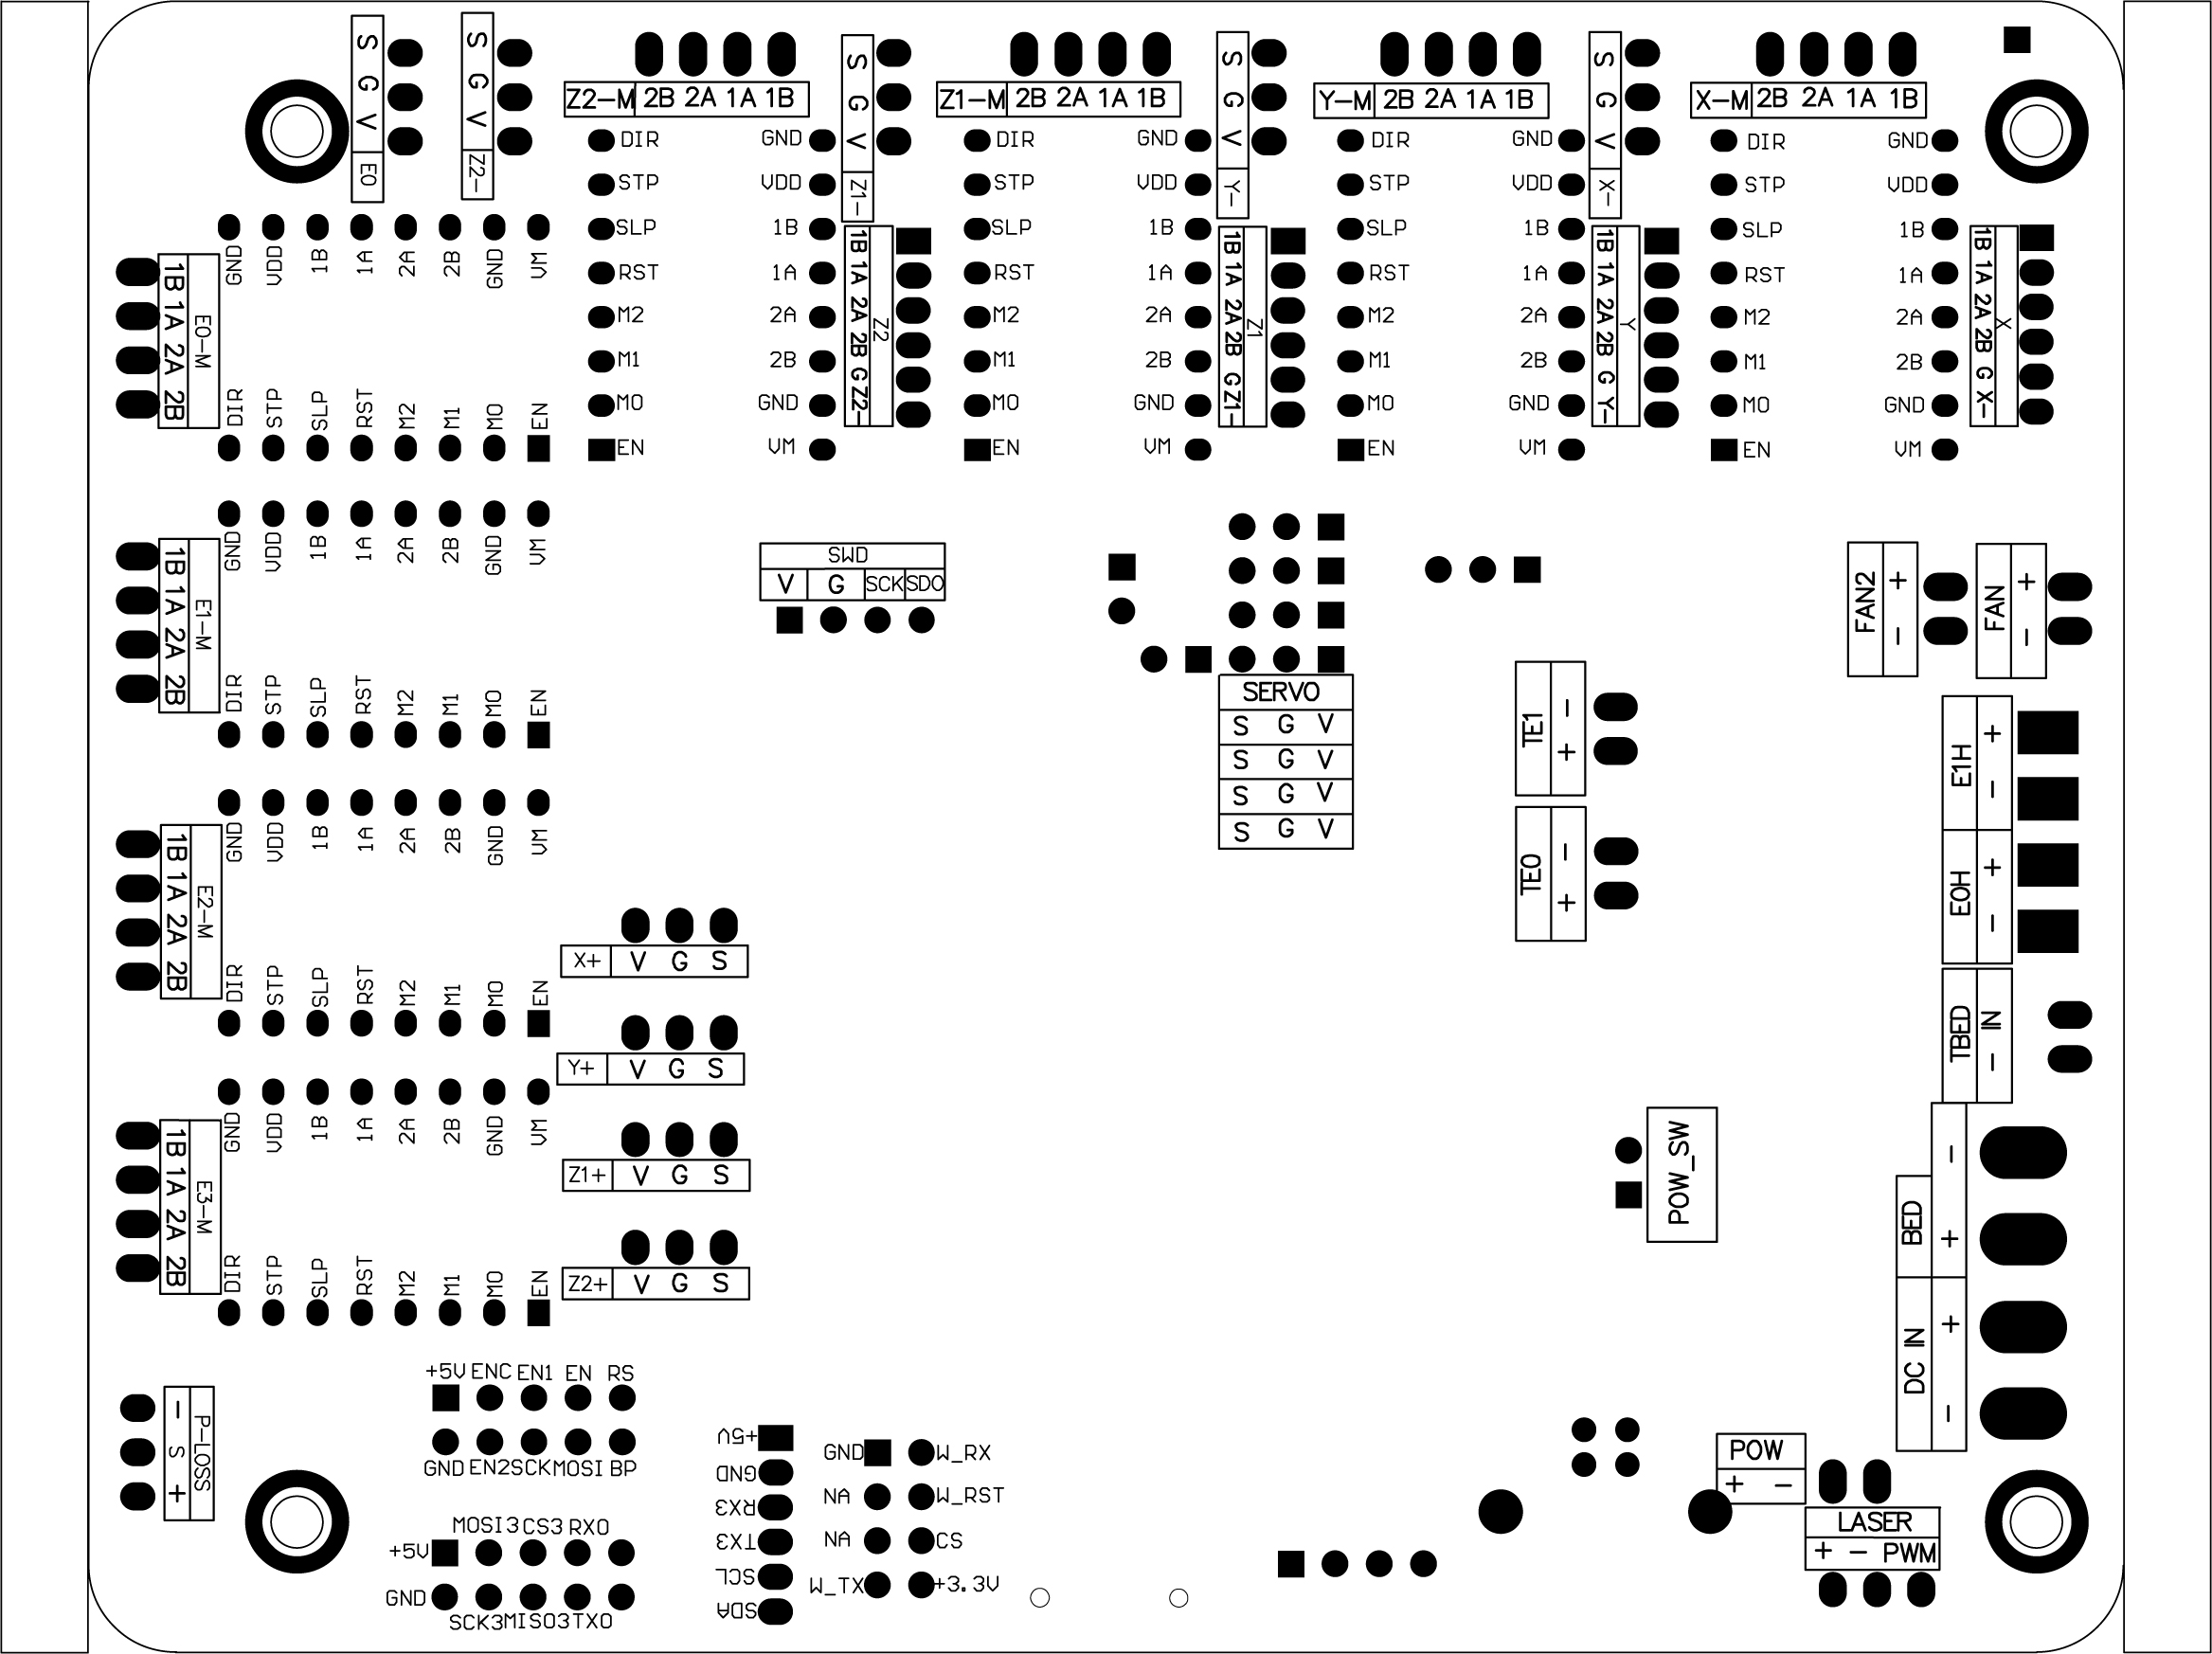 S G V E0
S G V Z2-
Z2-M 2B 2A 1A 1B
S G V Z1-
Z1-M 2B 2A 1A 1B
S G V Y-
Y-M 2B 2A 1A 1B
S G V X-
X-M 2B 2A 1A 1B
DIR GND
STP VDD
SLP 1B
RST 1A
M2 2A
M1 2B
M0 GND
EN VM
1B 1A 2A 2B G Z2-
Z2
DIR GND
STP VDD
SLP 1B
RST 1A
M2 2A
M1 2B
M0 GND
EN VM
1B 1A 2A 2B G Z1-
Z1
DIR GND
STP VDD
SLP 1B
RST 1A
M2 2A
M1 2B
M0 GND
EN VM
1B 1A 2A 2B G Y-
Y
DIR GND
STP VDD
SLP 1B
RST 1A
M2 2A
M1 2B
M0 GND
EN VM
1B 1A 2A 2B G X-
X
GND VDD 1B 1A 2A 2B GND VM
1B 1A 2A 2B
E0-M
DIR STP SLP RST M2 M1 M0 EN
GND VDD 1B 1A 2A 2B GND VM
1B 1A 2A 2B
E1-M
DIR STP SLP RST M2 M1 M0 EN
GND VDD 1B 1A 2A 2B GND VM
1B 1A 2A 2B
E2-M
DIR STP SLP RST M2 M1 M0 EN
GND VDD 1B 1A 2A 2B GND VM
1B 1A 2A 2B
E3-M
DIR STP SLP RST M2 M1 M0 EN
SWD
V G SCK SDO
SERVO
S G V
S G V
S G V
S G V
FAN2
+ -
FAN
+ -
TE1
- +
TE0
- +
E1H
+ -
E0H
+ -
TBED
IN -
BED
- +
DC IN
+ -
POW_SW
X+ V G S
Y+ V G S
Z1+ V G S
Z2+ V G S
- S +
P-LOSS
+5V ENC EN1 EN RS
GND EN2 SCK MOSI BP
MOSI3 CS3 RX0
+5V
GND
SCK3 MISO3 TX0
+5V
GND
RX3
TX3
SCL
SDA
GND W_RX
NA W_RST
NA CS
W_TX +3.3V
POW
+ -
LASER
+ - PWM